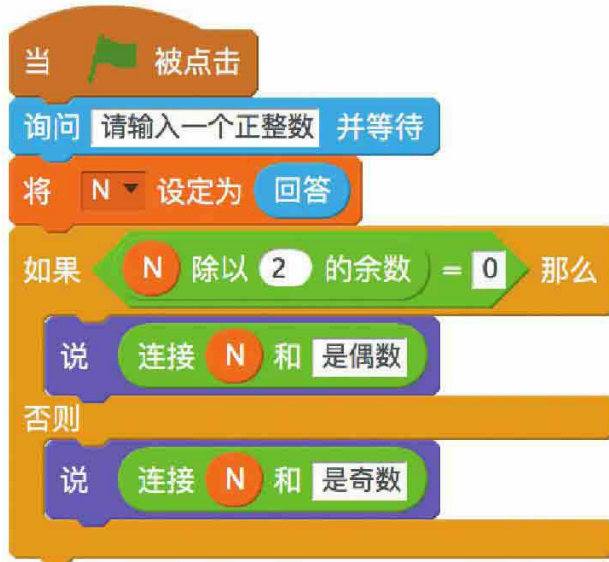 当 被点击
询问 请输入一个正整数 并等待
将 N 设定为 回答
如果 N 除以 2 的余数 = 0 那么
说 连接 N 和 是偶数
否则
说 连接 N 和 是奇数